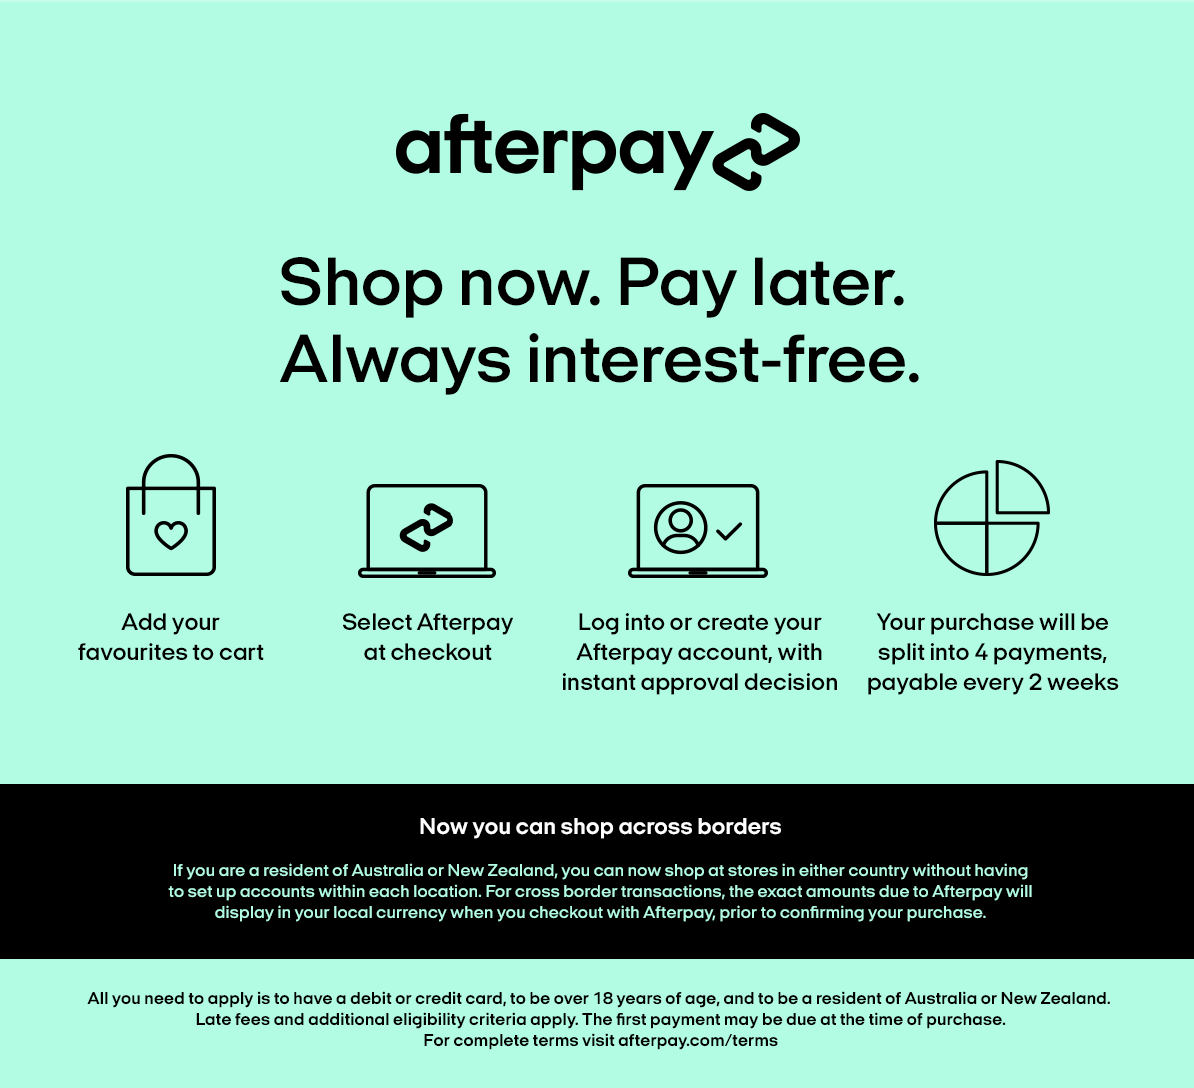 afterpay
Shop now. Pay later.
Always interest-free.
Add your
favourites to cart
Select Afterpay
at checkout
Log into or create your
Afterpay account, with
instant approval decision
Your purchase will be
split into 4 payments,
payable every 2 weeks
Now you can shop across borders
If you are a resident of Australia or New Zealand, you can now shop at stores in either country without having
to set up accounts within each location. For cross border transactions, the exact amounts due to Afterpay will
display in your local currency when you checkout with Afterpay, prior to confirming your purchase.
All you need to apply is to have a debit or credit card, to be over 18 years of age, and to be a resident of Australia or New Zealand.
Late fees and additional eligibility criteria apply. The first payment may be due at the time of purchase.
For complete terms visit afterpay.com/terms